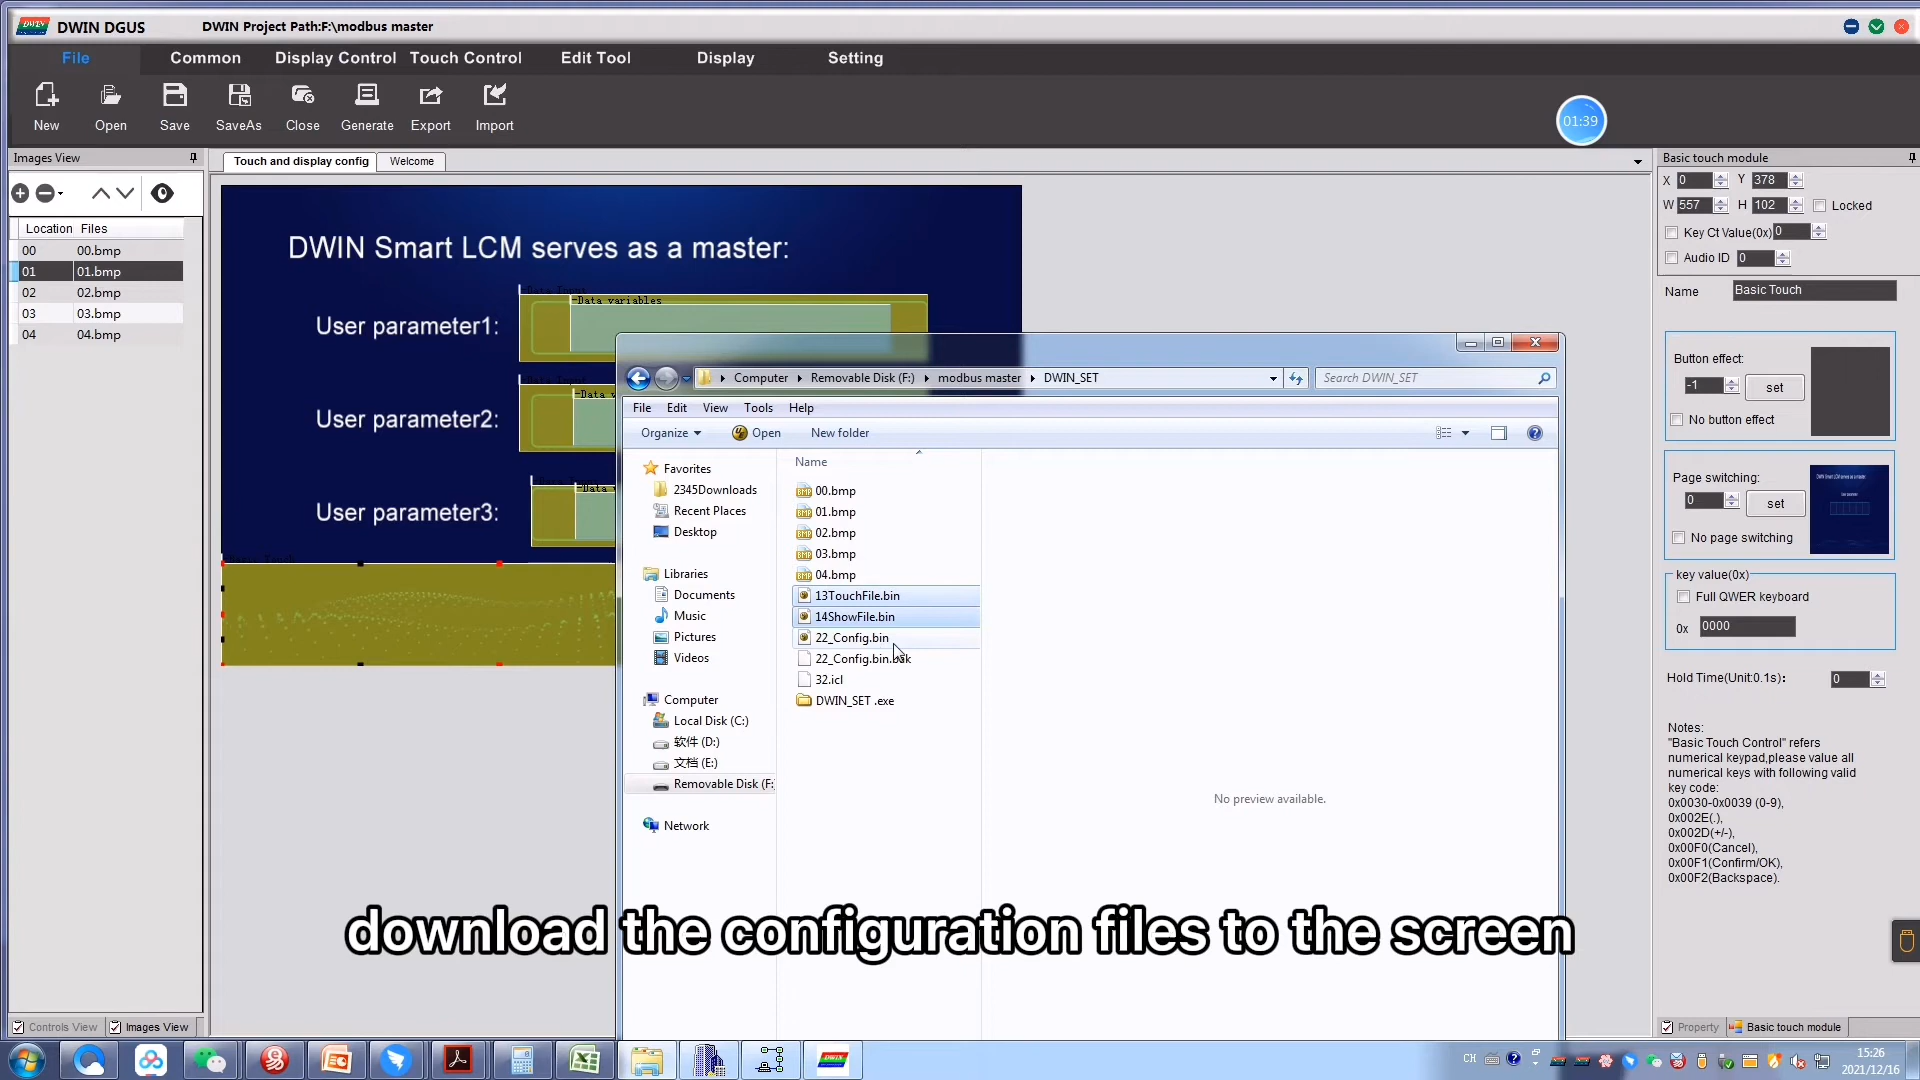 DWIN DGUS
DWIN Project Path:F:\modbus master
File
Common
Display Control
Touch Control
Edit Tool
Display
Setting
New
Open
Save
SaveAs
Close
Generate
Export
Import
01:39
Images View
Touch and display config
Welcome
Location Files
00 00.bmp
01 01.bmp
02 02.bmp
03 03.bmp
04 04.bmp
DWIN Smart LCM serves as a master:
-Data variables
User parameter1:
User parameter2:
User parameter3:
Computer
Removable Disk (F:)
modbus master
DWIN_SET
Search DWIN_SET
File
Edit
View
Tools
Help
Organize
Open
New folder
Favorites
2345Downloads
Recent Places
Desktop
Libraries
Documents
Music
Pictures
Videos
Computer
Local Disk (C:)
软件 (D:)
文档 (E:)
Removable Disk (F:
Network
Name
00.bmp
01.bmp
02.bmp
03.bmp
04.bmp
13TouchFile.bin
14ShowFile.bin
22_Config.bin
22_Config.bin.bak
32.icl
DWIN_SET .exe
No preview available.
Basic touch module
X 0 Y 378
W 557 H 102 Locked
Key Ct Value(0x) 0
Audio ID 0
Name Basic Touch
Button effect:
-1 set
No button effect
Page switching:
0 set
No page switching
key value(0x)
Full QWER keyboard
0x 0000
Hold Time(Unit:0.1s): 0
Notes:
"Basic Touch Control" refers
numerical keypad,please value all
numerical keys with following valid
key code:
0x0030-0x0039 (0-9),
0x002E(.),
0x002D(+/-),
0x00F0(Cancel),
0x00F1(Confirm/OK),
0x00F2(Backspace).
download the configuration files to the screen
Controls View
Images View
Property
Basic touch module
CH
15:26
2021/12/16